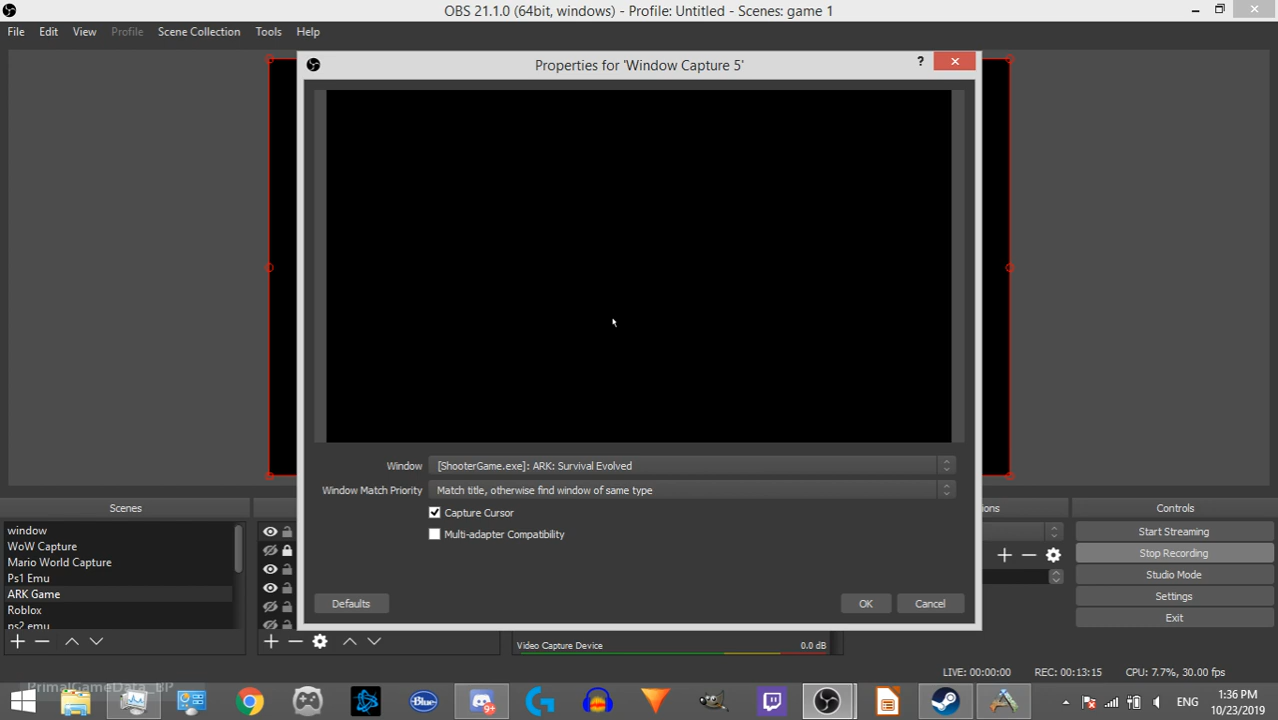 OBS 21.1.0 (64bit, windows) - Profile: Untitled - Scenes: game 1
File Edit View Profile Scene Collection Tools Help
Properties for 'Window Capture 5'
?
Window [ShooterGame.exe]: ARK: Survival Evolved
Window Match Priority Match title, otherwise find window of same type
Capture Cursor
Multi-adapter Compatibility
Defaults OK Cancel
Scenes
window
WoW Capture
Mario World Capture
Ps1 Emu
ARK Game
Roblox
ps2 emu
Video Capture Device 0.0 dB
ions
Controls
Start Streaming
Stop Recording
Studio Mode
Settings
Exit
LIVE: 00:00:00 REC: 00:13:15 CPU: 7.7%, 30.00 fps
PrimalGameData_BP
Blue
9+
ENG
1:36 PM
10/23/2019